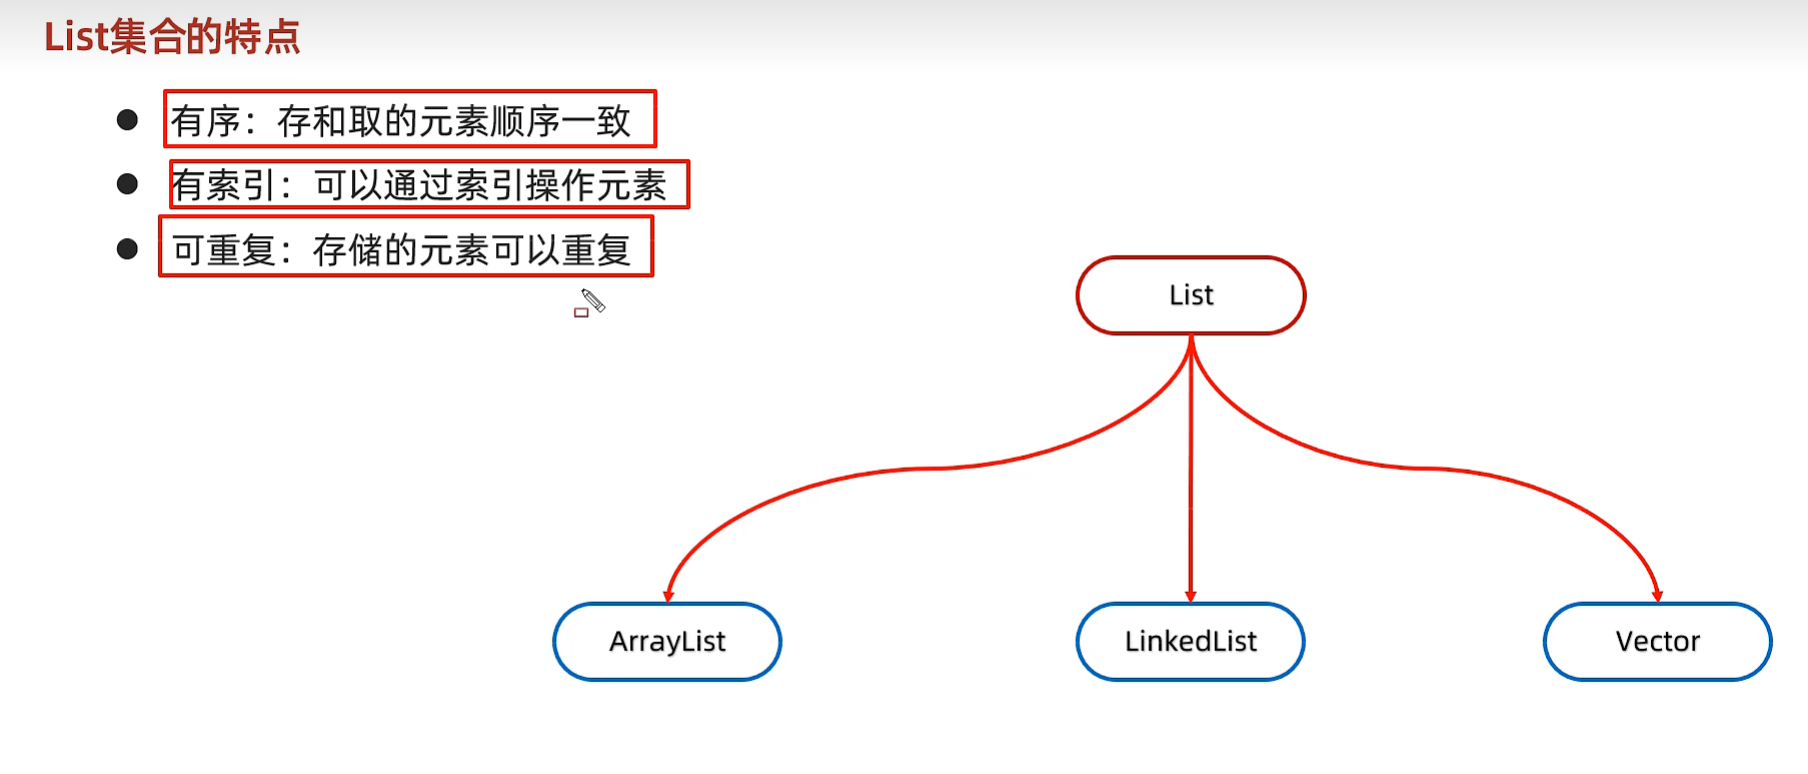 List集合的特点
有序：存和取的元素顺序一致
有索引：可以通过索引操作元素
可重复：存储的元素可以重复
List
ArrayList
LinkedList
Vector